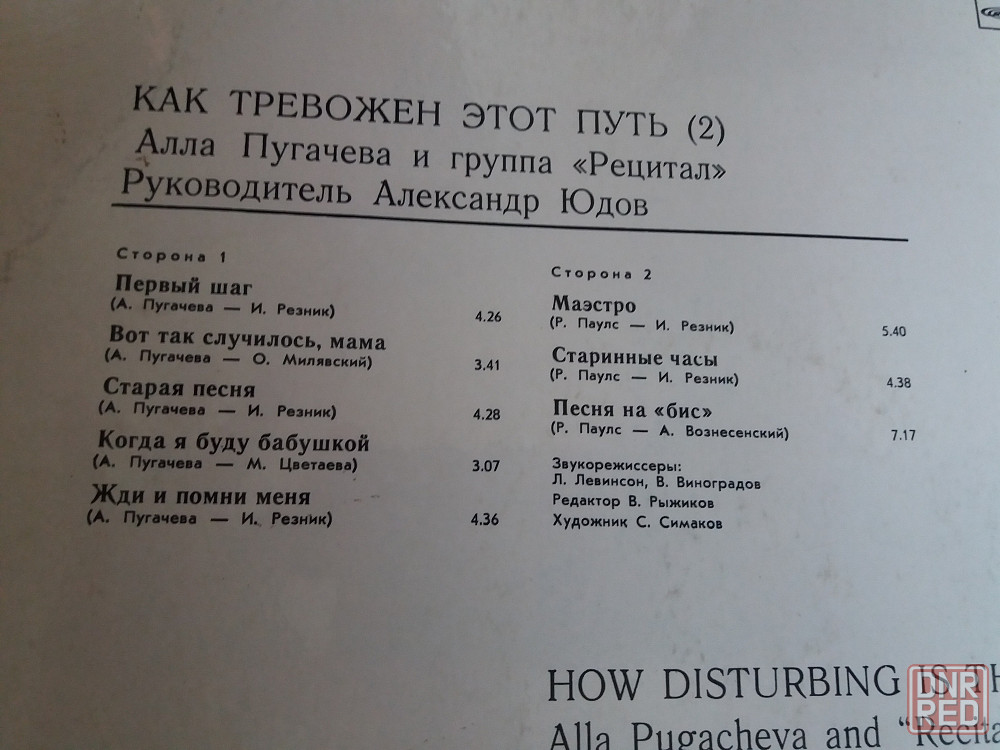 КАК ТРЕВОЖЕН ЭТОТ ПУТЬ (2)
Алла Пугачева и группа «Рецитал»
Руководитель Александр Юдов
Сторона 1
Первый шаг
(А. Пугачева — И. Резник) 4.26
Вот так случилось, мама
(А. Пугачева — О. Милявский) 3.41
Старая песня
(А. Пугачева — И. Резник) 4.28
Когда я буду бабушкой
(А. Пугачева — М. Цветаева) 3.07
Жди и помни меня
(А. Пугачева — И. Резник) 4.36
Сторона 2
Маэстро
(Р. Паулс — И. Резник) 5.40
Старинные часы
(Р. Паулс — И. Резник) 4.38
Песня на «бис»
(Р. Паулс — А. Вознесенский) 7.17
Звукорежиссеры:
Л. Левинсон, В. Виноградов
Редактор В. Рыжиков
Художник С. Симаков
HOW DISTURBING IS TH
Alla Pugacheva and “Recita
DNR
PED